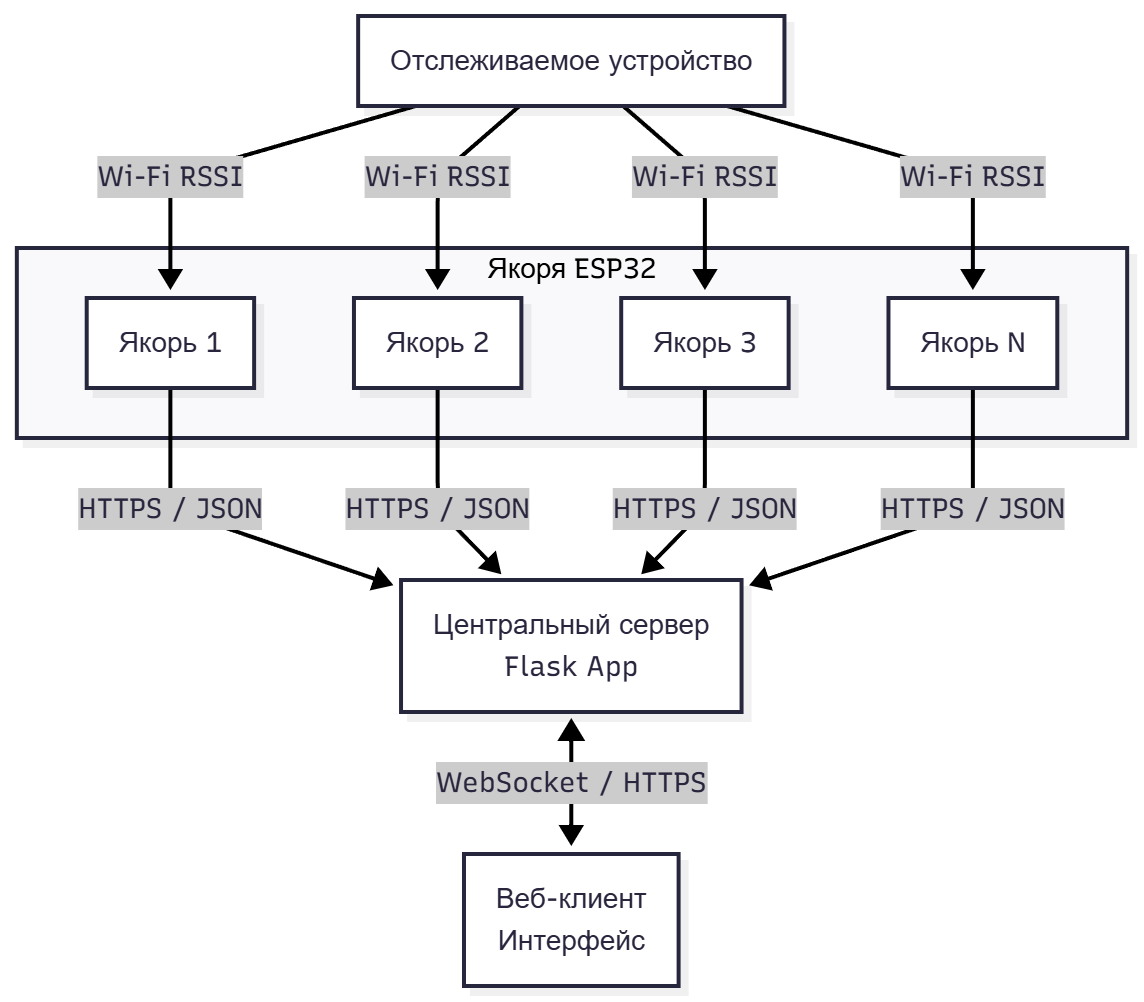 Отслеживаемое устройство
Wi-Fi RSSI
Wi-Fi RSSI
Wi-Fi RSSI
Wi-Fi RSSI
Якоря ESP32
Якорь 1
Якорь 2
Якорь 3
Якорь N
HTTPS / JSON
HTTPS / JSON
HTTPS / JSON
HTTPS / JSON
Центральный сервер
Flask App
WebSocket / HTTPS
Веб-клиент
Интерфейс